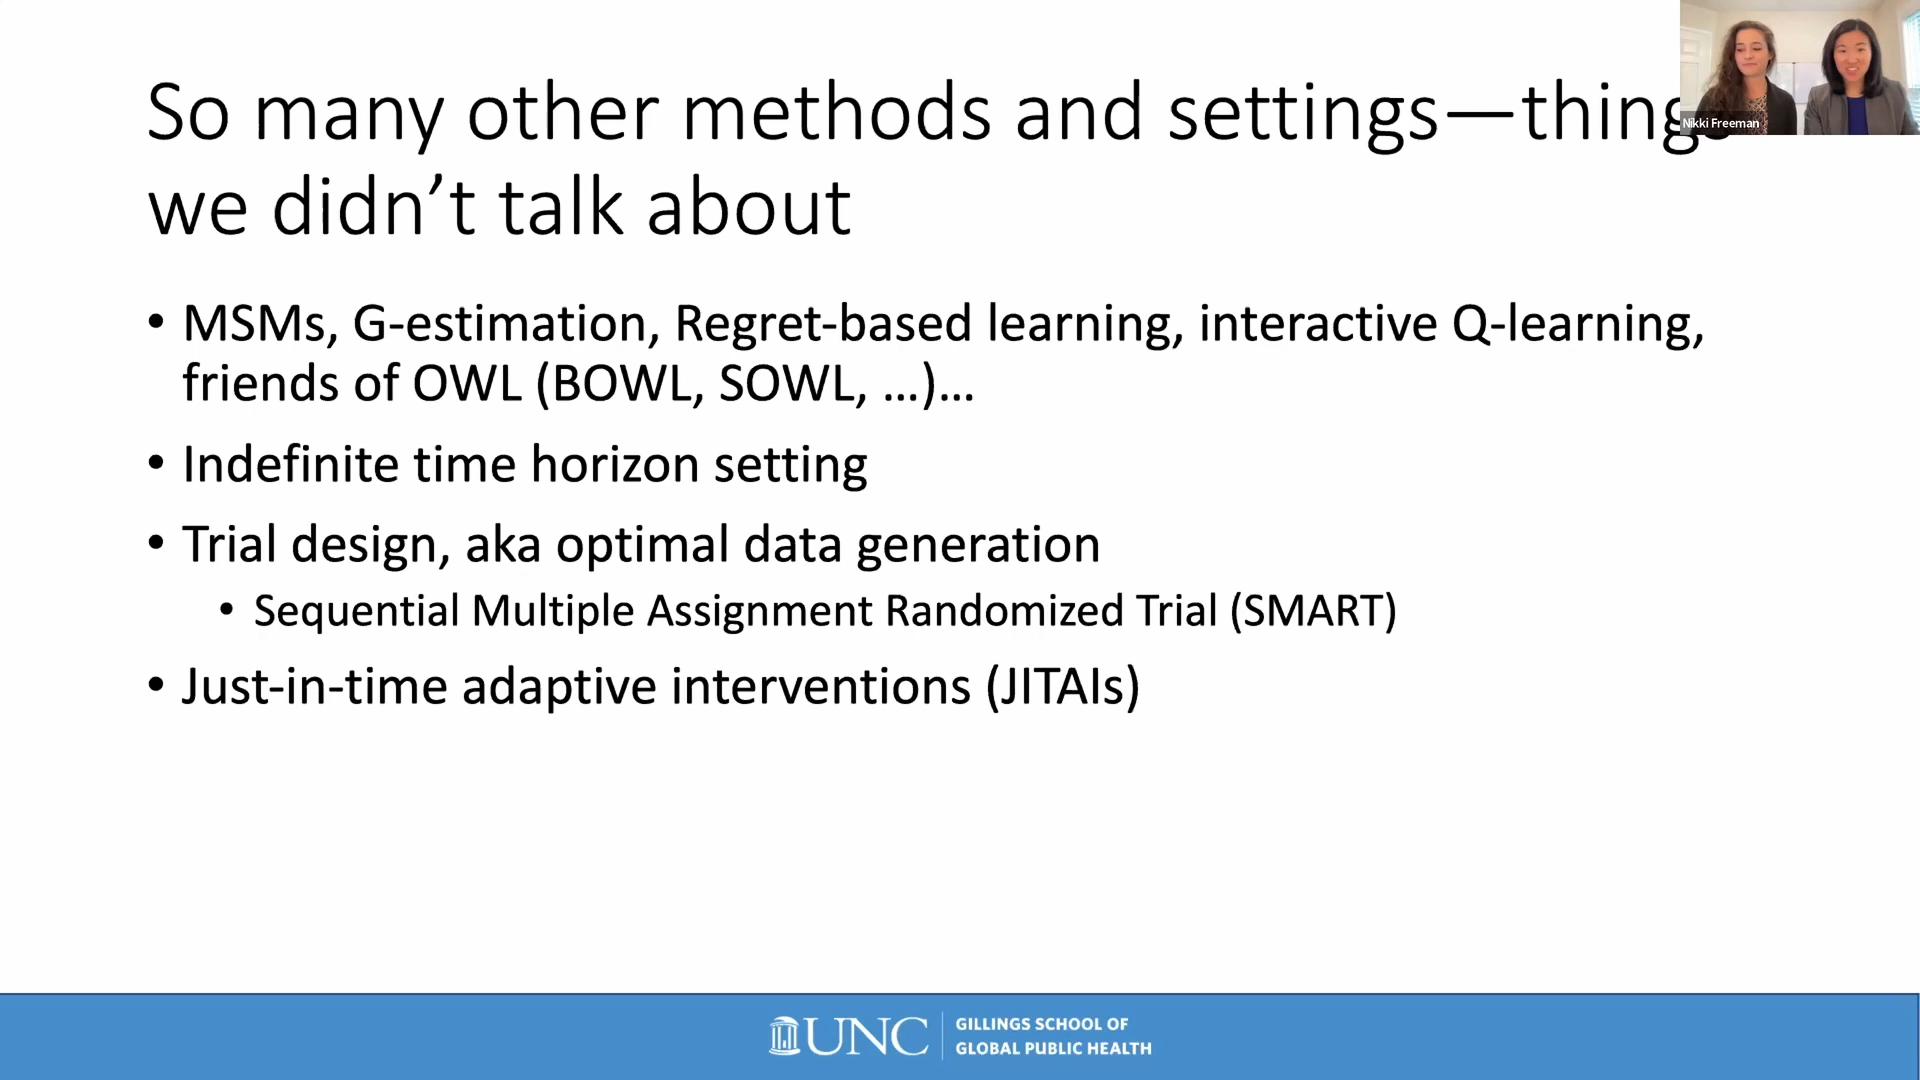 So many other methods and settings—things
we didn't talk about
Nikki Freeman
• MSMs, G-estimation, Regret-based learning, interactive Q-learning,
friends of OWL (BOWL, SOWL, …)…
• Indefinite time horizon setting
• Trial design, aka optimal data generation
• Sequential Multiple Assignment Randomized Trial (SMART)
• Just-in-time adaptive interventions (JITAIs)
UNC
GILLINGS SCHOOL OF
GLOBAL PUBLIC HEALTH